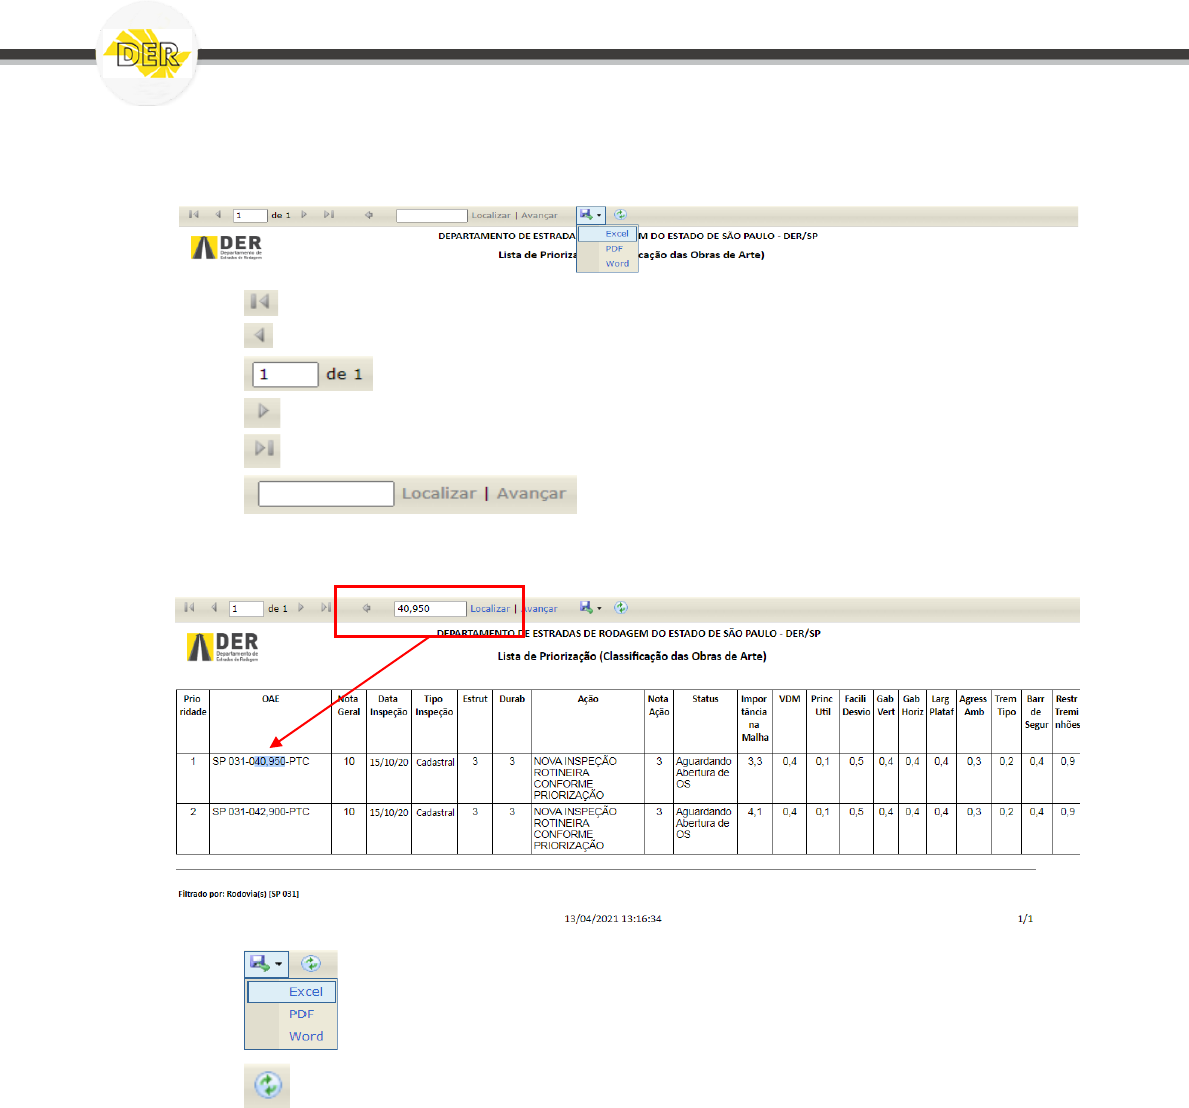 DER
1 de 1 Localizar | Avançar
Excel
PDF
Word
DER
Departamento de
Estradas de Rodagem
DEPARTAMENTO DE ESTRADAS M DO ESTADO DE SÃO PAULO - DER/SP
Lista de Prioriza cação das Obras de Arte)
1 de 1
Localizar | Avançar
1 de 1 40,950 Localizar | Avançar
DER
Departamento de
Estradas de Rodagem
DEPARTAMENTO DE ESTRADAS DE RODAGEM DO ESTADO DE SÃO PAULO - DER/SP
Lista de Priorização (Classificação das Obras de Arte)
Prio ridade OAE Nota Geral Data Inspeção Tipo Inspeção Estrut Durab Ação Nota Ação Status Impor tância na Malha VDM Princ Util Facili Desvio Gab Vert Gab Horiz Larg Plataf Agress Amb Trem Tipo Barr de Segur Restr Tremi nhões
1 SP 031-040,950-PTC 10 15/10/20 Cadastral 3 3 NOVA INSPEÇÃO ROTINEIRA CONFORME PRIORIZAÇÃO 3 Aguardando Abertura de OS 3,3 0,4 0,1 0,5 0,4 0,4 0,4 0,3 0,2 0,4 0,9
2 SP 031-042,900-PTC 10 15/10/20 Cadastral 3 3 NOVA INSPEÇÃO ROTINEIRA CONFORME PRIORIZAÇÃO 3 Aguardando Abertura de OS 4,1 0,4 0,1 0,5 0,4 0,4 0,4 0,3 0,2 0,4 0,9
Filtrado por: Rodovia(s) [SP 031]
13/04/2021 13:16:34 1/1
Excel
PDF
Word